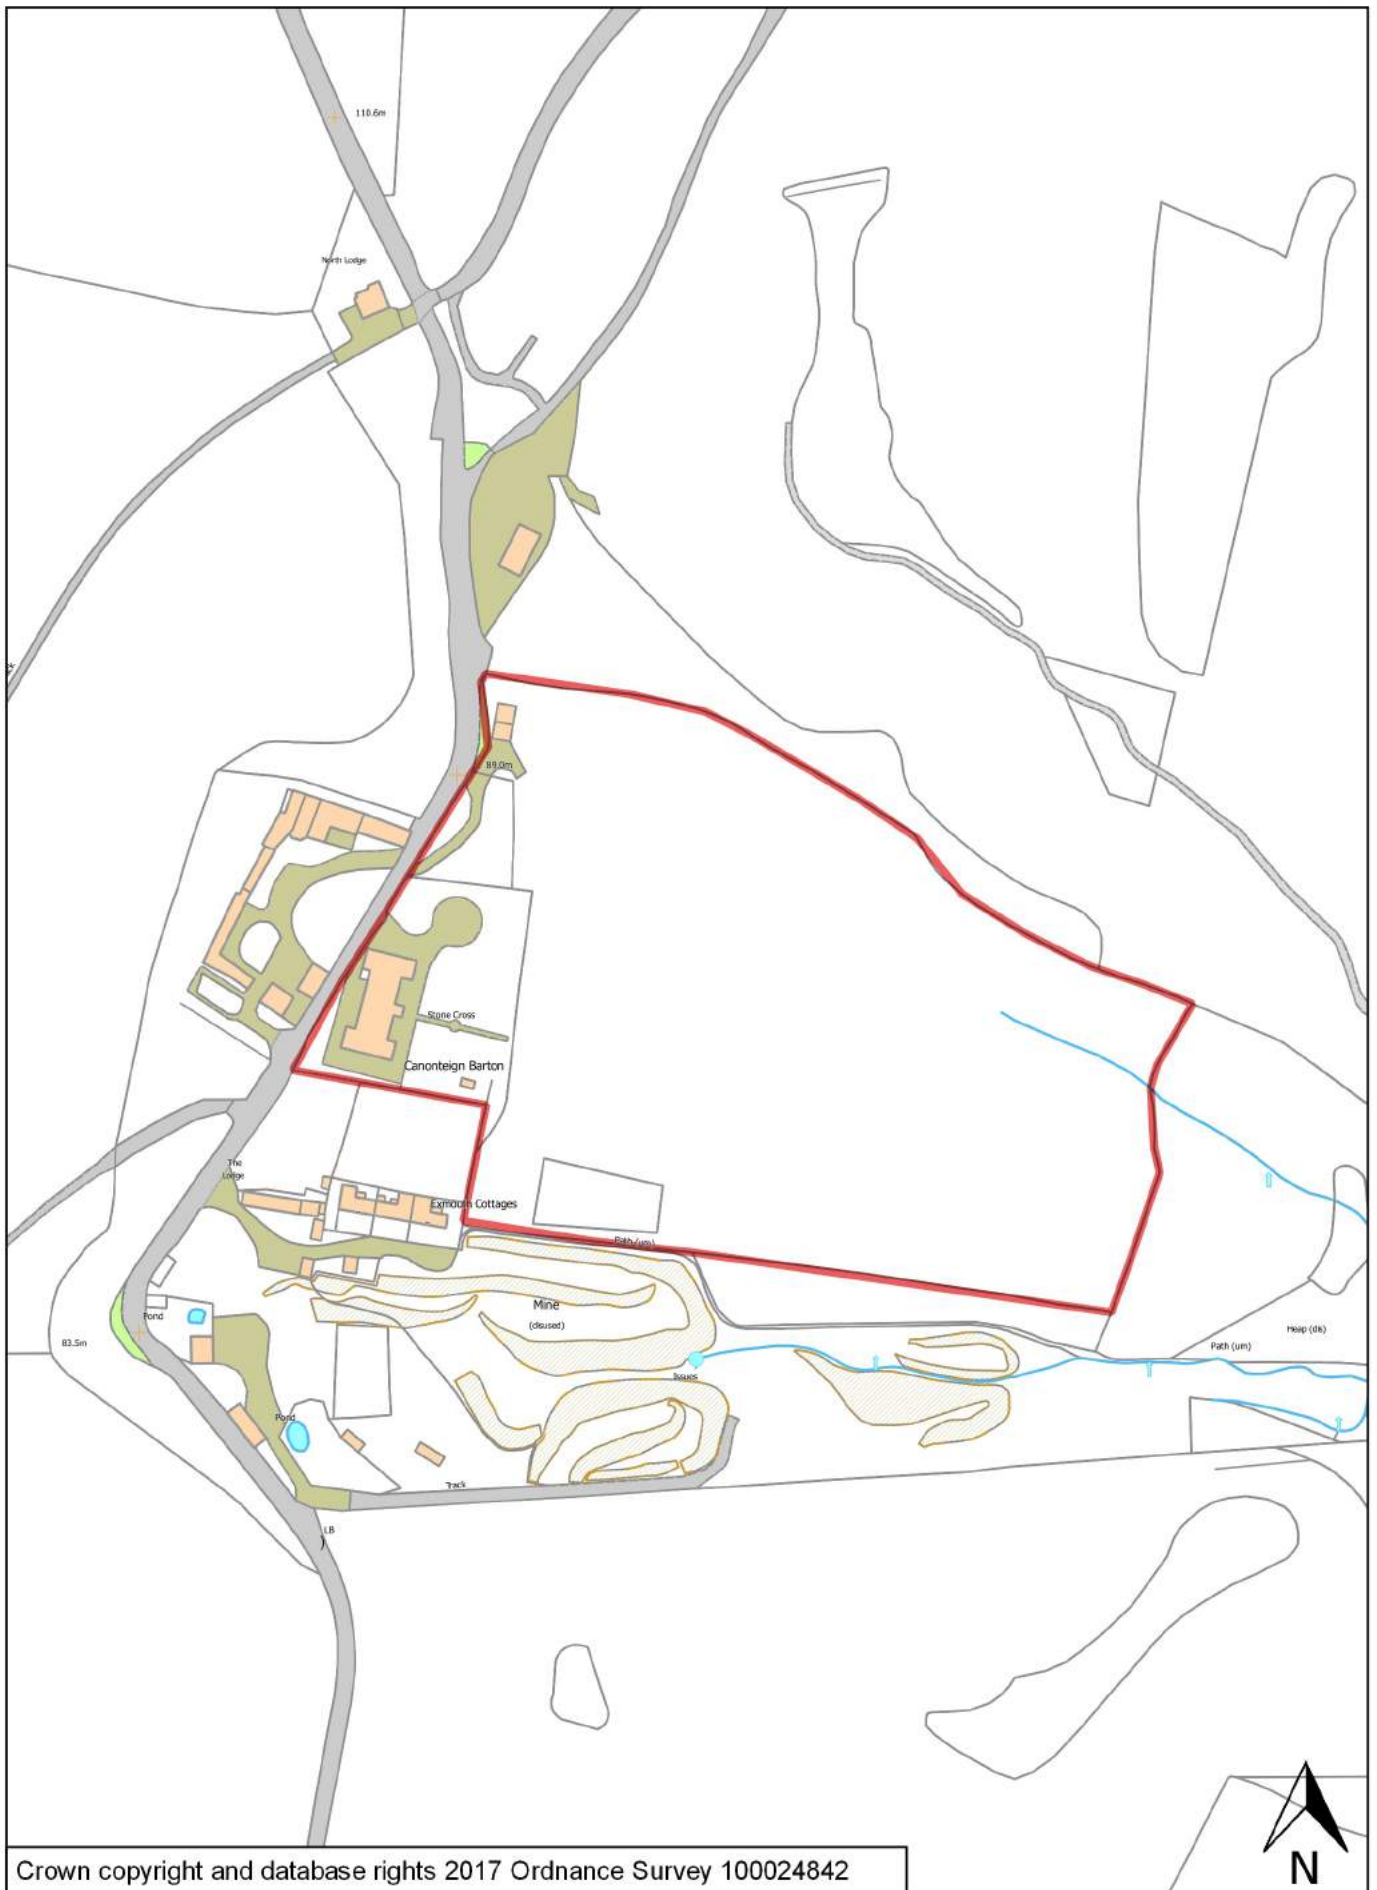 110.6m
North Lodge
ck
89.0m
Stone Cross
Canonteign Barton
The
Lodge
Exmouth Cottages
Path (um)
Mine
(disused)
Pond
83.5m
Heap (dis)
Path (um)
Issues
Pond
Track
LB
N
Crown copyright and database rights 2017 Ordnance Survey 100024842